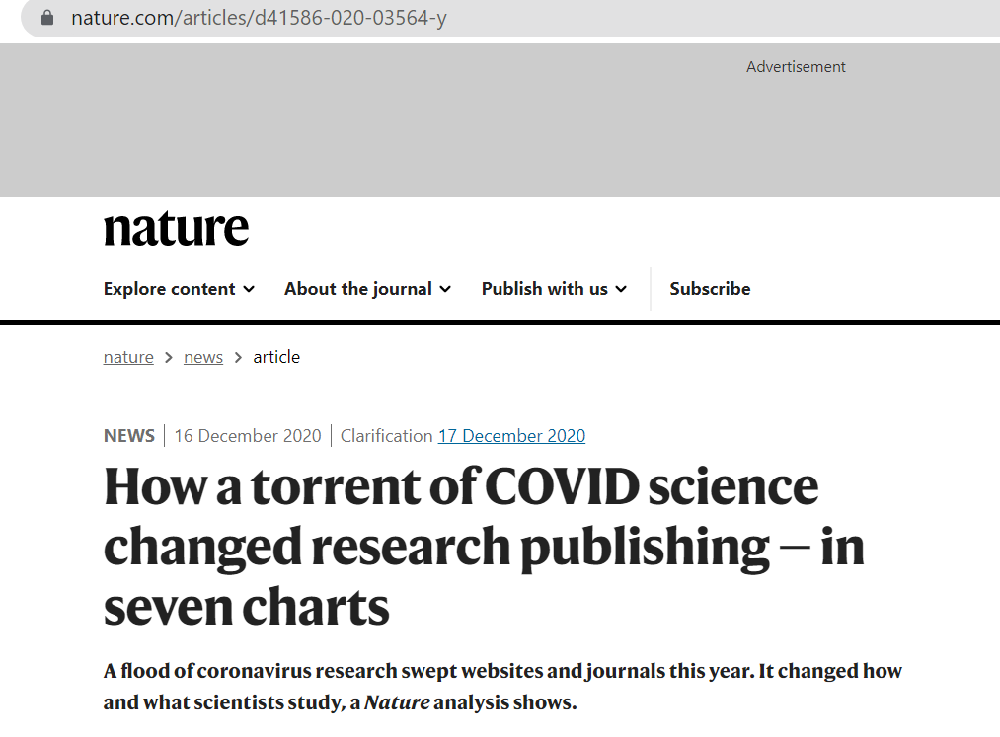 nature.com/articles/d41586-020-03564-y
Advertisement
nature
Explore content About the journal Publish with us Subscribe
nature > news > article
NEWS | 16 December 2020 | Clarification 17 December 2020
How a torrent of COVID science
changed research publishing — in
seven charts
A flood of coronavirus research swept websites and journals this year. It changed how
and what scientists study, a Nature analysis shows.